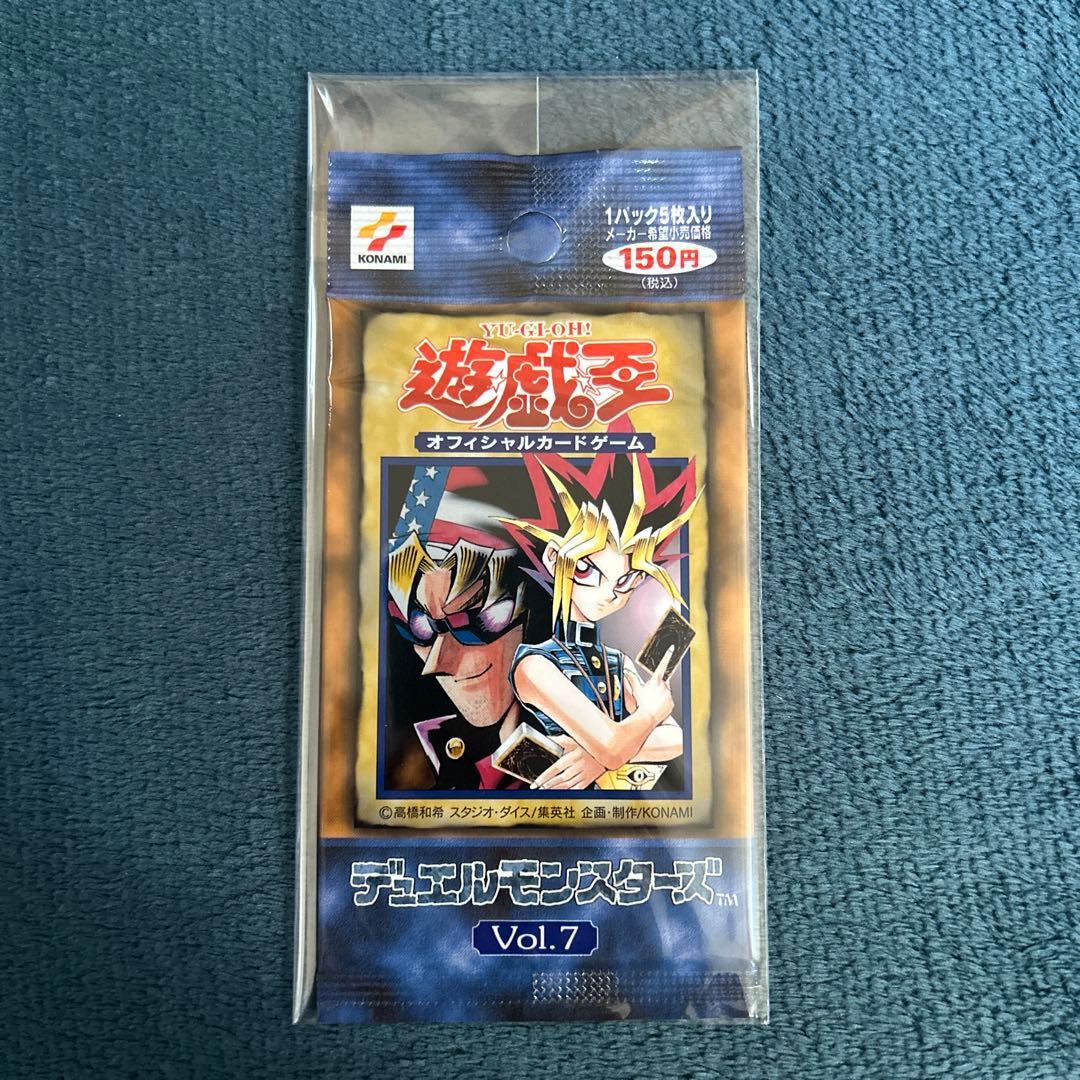 KONAMI
1パック5枚入り
メーカー希望小売価格
150円
(税込)
YU-GI-OH!
遊戯王
オフィシャルカードゲーム
©高橋和希 スタジオ・ダイス/集英社 企画・制作/KONAMI
デュエルモンスターズ™
Vol.7